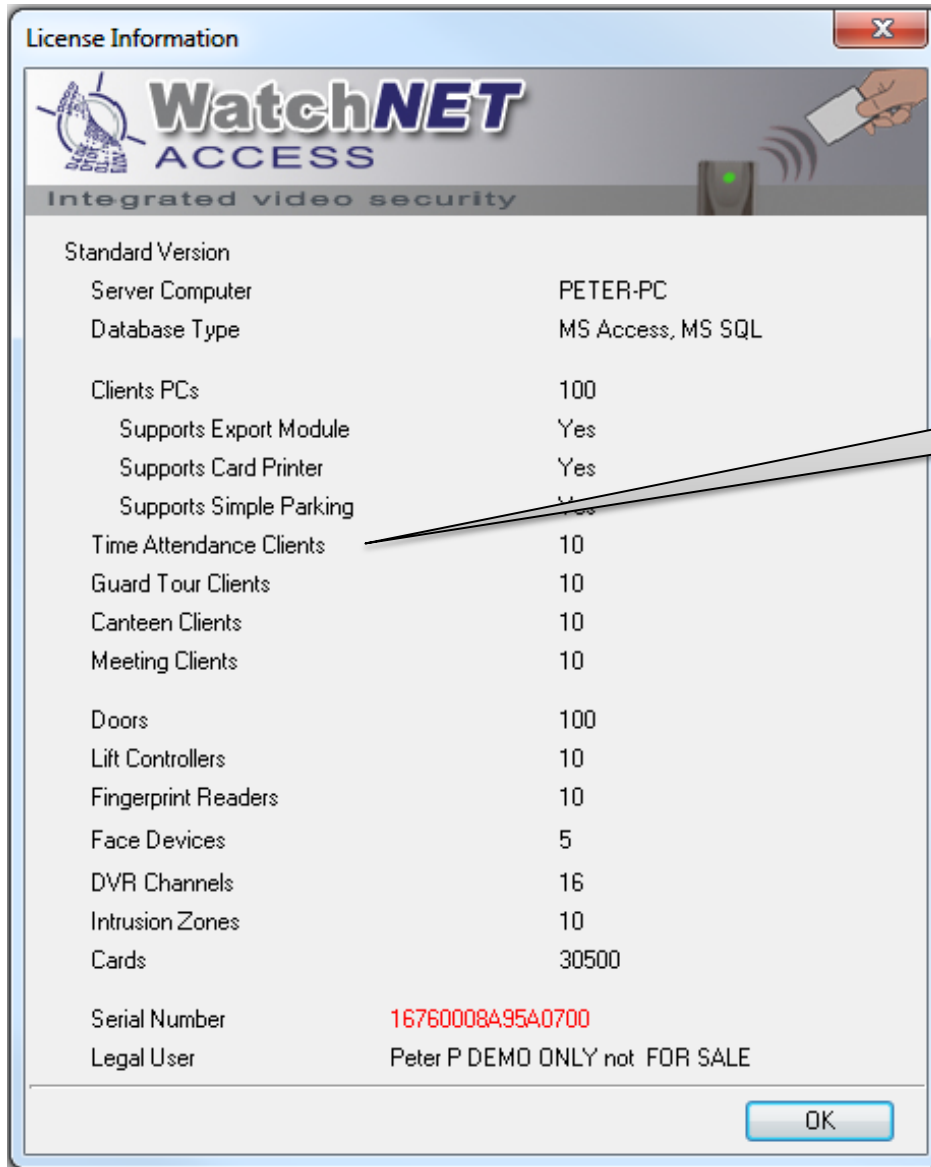 License Information
WatchNET
ACCESS
Integrated video security
Standard Version
Server Computer PETER-PC
Database Type MS Access, MS SQL
Clients PCs 100
Supports Export Module Yes
Supports Card Printer Yes
Supports Simple Parking Yes
Time Attendance Clients 10
Guard Tour Clients 10
Canteen Clients 10
Meeting Clients 10
Doors 100
Lift Controllers 10
Fingerprint Readers 10
Face Devices 5
DVR Channels 16
Intrusion Zones 10
Cards 30500
Serial Number 16760008A95A0700
Legal User Peter P DEMO ONLY not FOR SALE
OK